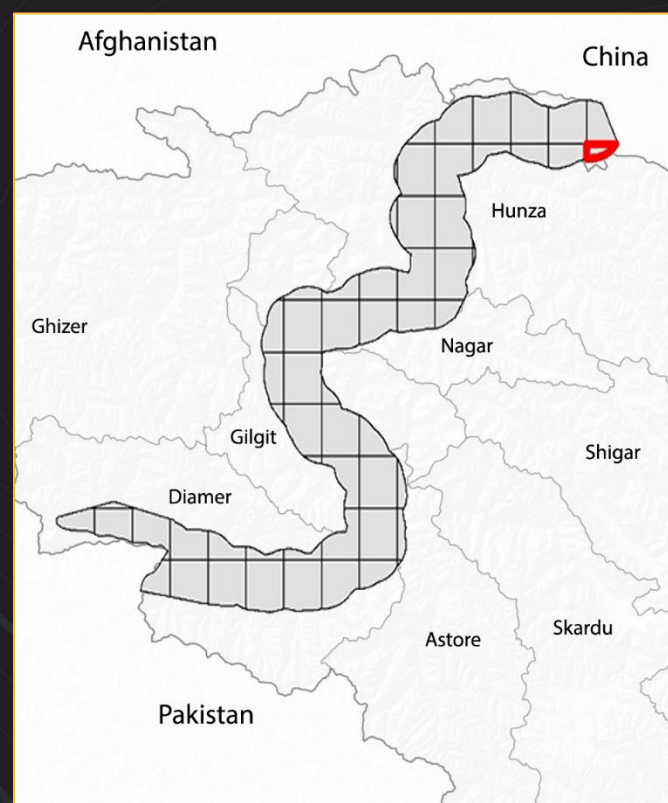 Afghanistan
China
Hunza
Ghizer
Nagar
Gilgit
Shigar
Diamer
Skardu
Astore
Pakistan